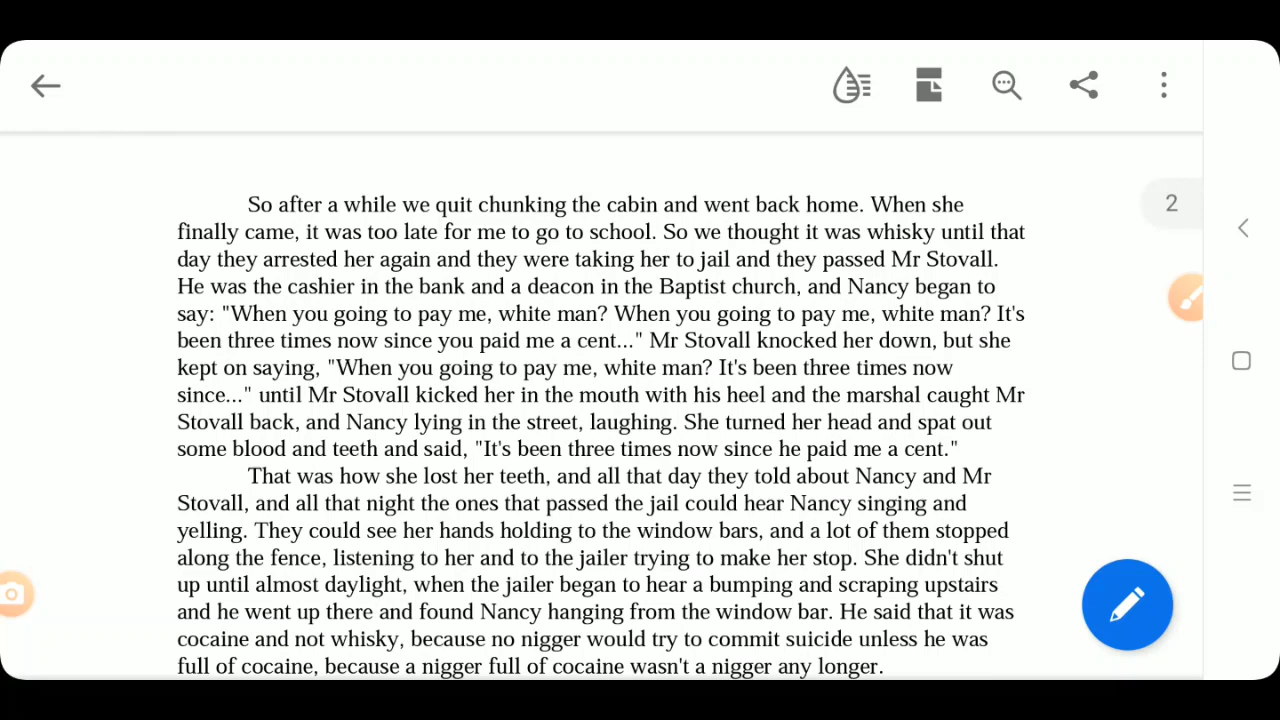 2
So after a while we quit chunking the cabin and went back home. When she
finally came, it was too late for me to go to school. So we thought it was whisky until that
day they arrested her again and they were taking her to jail and they passed Mr Stovall.
He was the cashier in the bank and a deacon in the Baptist church, and Nancy began to
say: "When you going to pay me, white man? When you going to pay me, white man? It's
been three times now since you paid me a cent..." Mr Stovall knocked her down, but she
kept on saying, "When you going to pay me, white man? It's been three times now
since..." until Mr Stovall kicked her in the mouth with his heel and the marshal caught Mr
Stovall back, and Nancy lying in the street, laughing. She turned her head and spat out
some blood and teeth and said, "It's been three times now since he paid me a cent."
That was how she lost her teeth, and all that day they told about Nancy and Mr
Stovall, and all that night the ones that passed the jail could hear Nancy singing and
yelling. They could see her hands holding to the window bars, and a lot of them stopped
along the fence, listening to her and to the jailer trying to make her stop. She didn't shut
up until almost daylight, when the jailer began to hear a bumping and scraping upstairs
and he went up there and found Nancy hanging from the window bar. He said that it was
cocaine and not whisky, because no nigger would try to commit suicide unless he was
full of cocaine, because a nigger full of cocaine wasn't a nigger any longer.